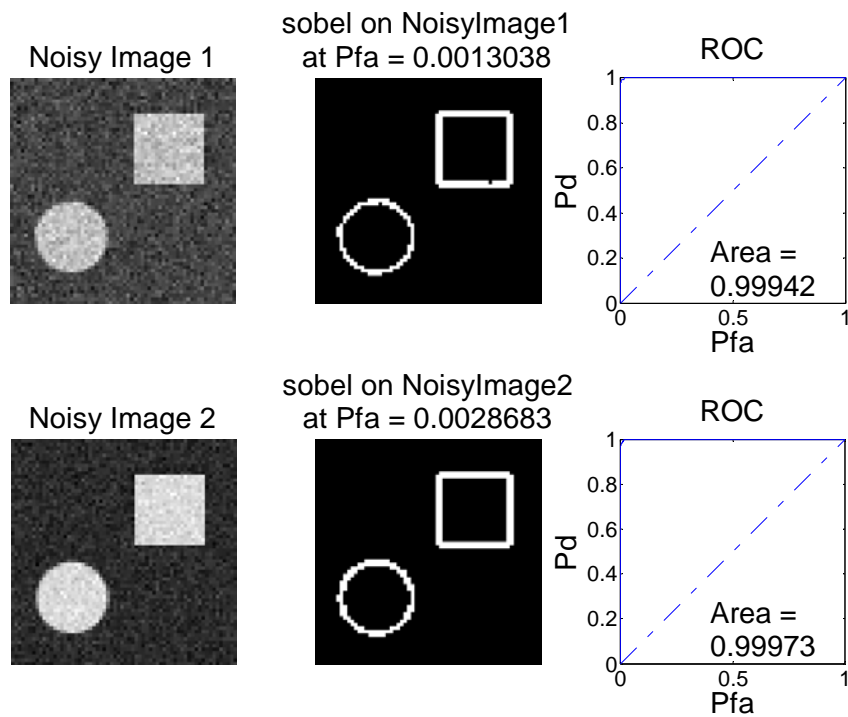 Noisy Image 1
sobel on NoisyImage1
at Pfa = 0.0013038
ROC
1
0.8
0.6
0.4
0.2
0
Pd
Area =
0.99942
0
0.5
1
Pfa
Noisy Image 2
sobel on NoisyImage2
at Pfa = 0.0028683
ROC
1
0.8
0.6
0.4
0.2
0
Pd
Area =
0.99973
0
0.5
1
Pfa